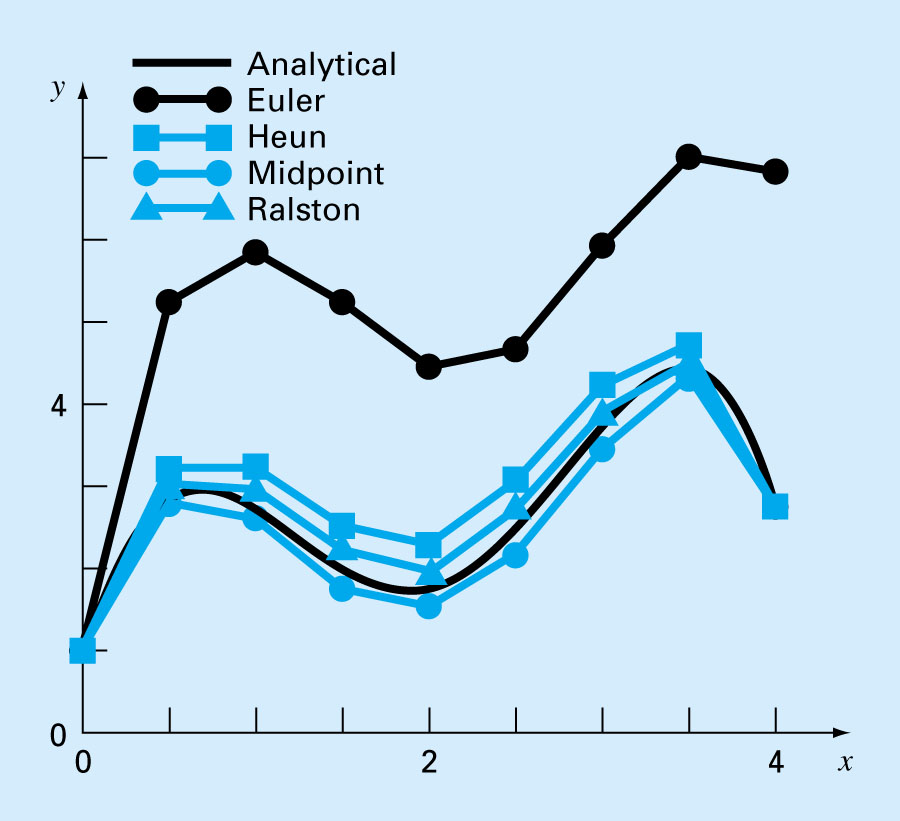 Analytical
y
Euler
Heun
Midpoint
Ralston
4
0
0 2 4 x